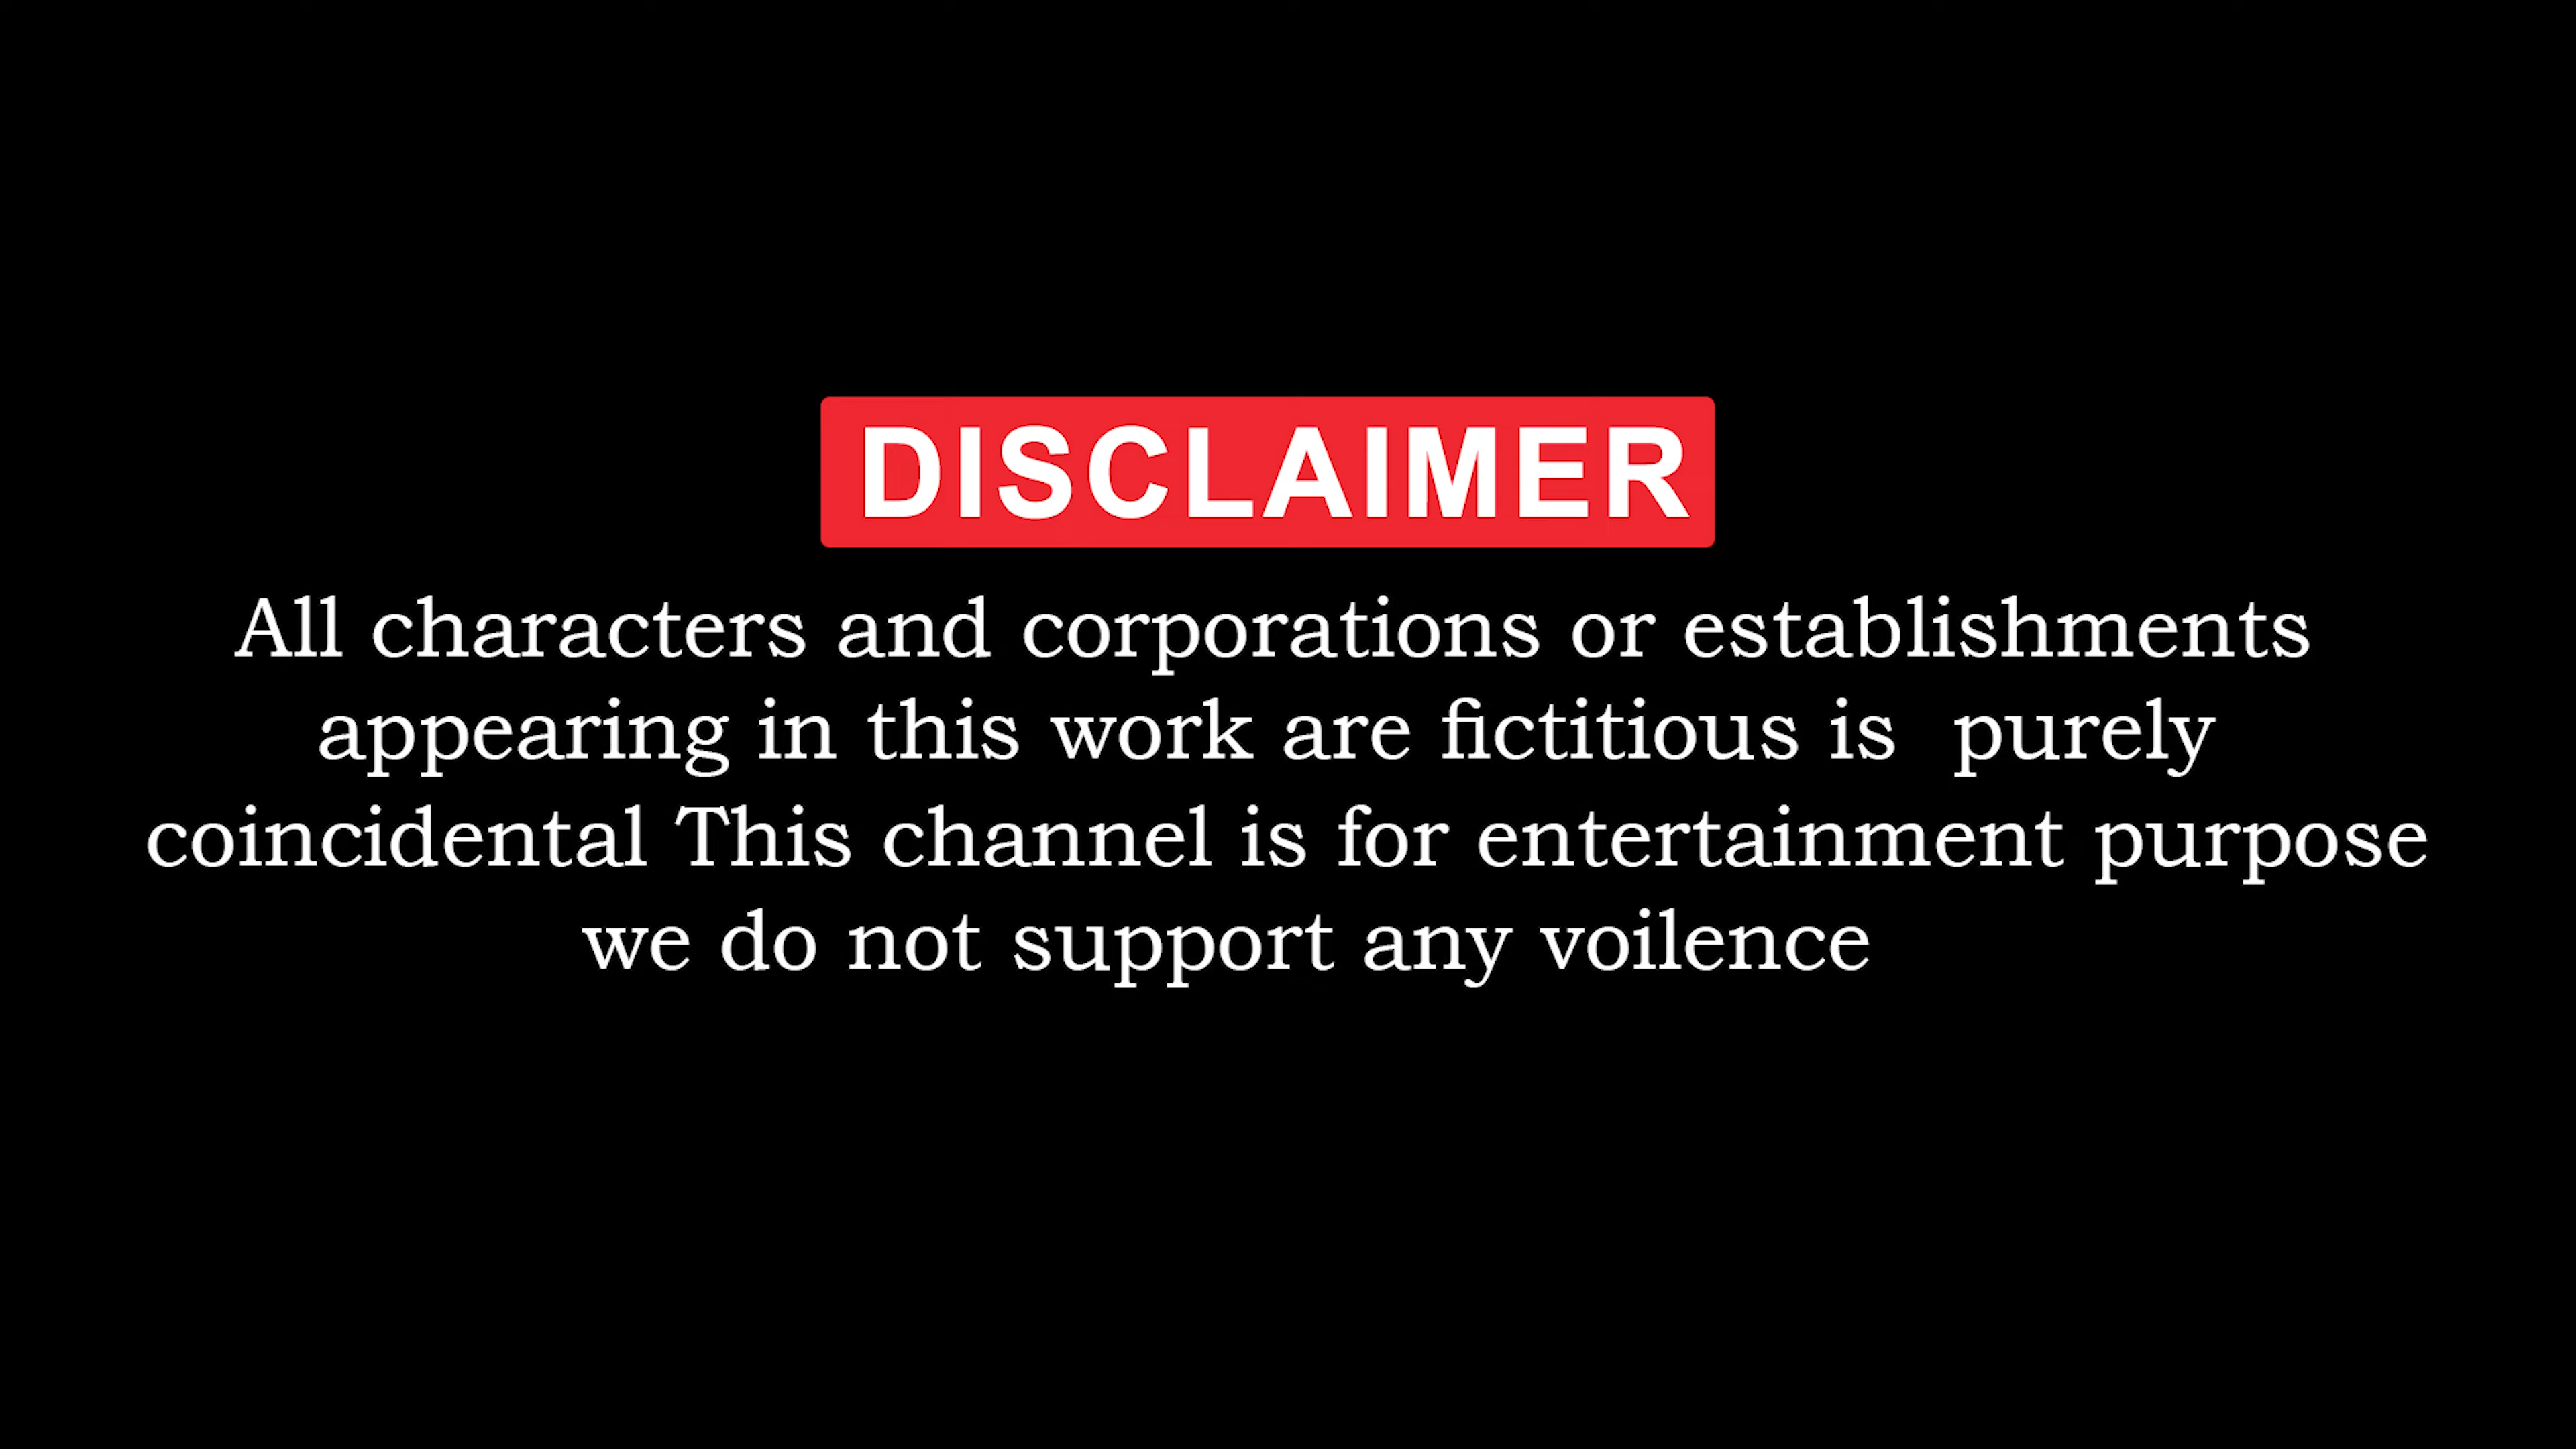 DISCLAIMER
All characters and corporations or establishments
appearing in this work are fictitious is  purely
coincidental This channel is for entertainment purpose
we do not support any voilence